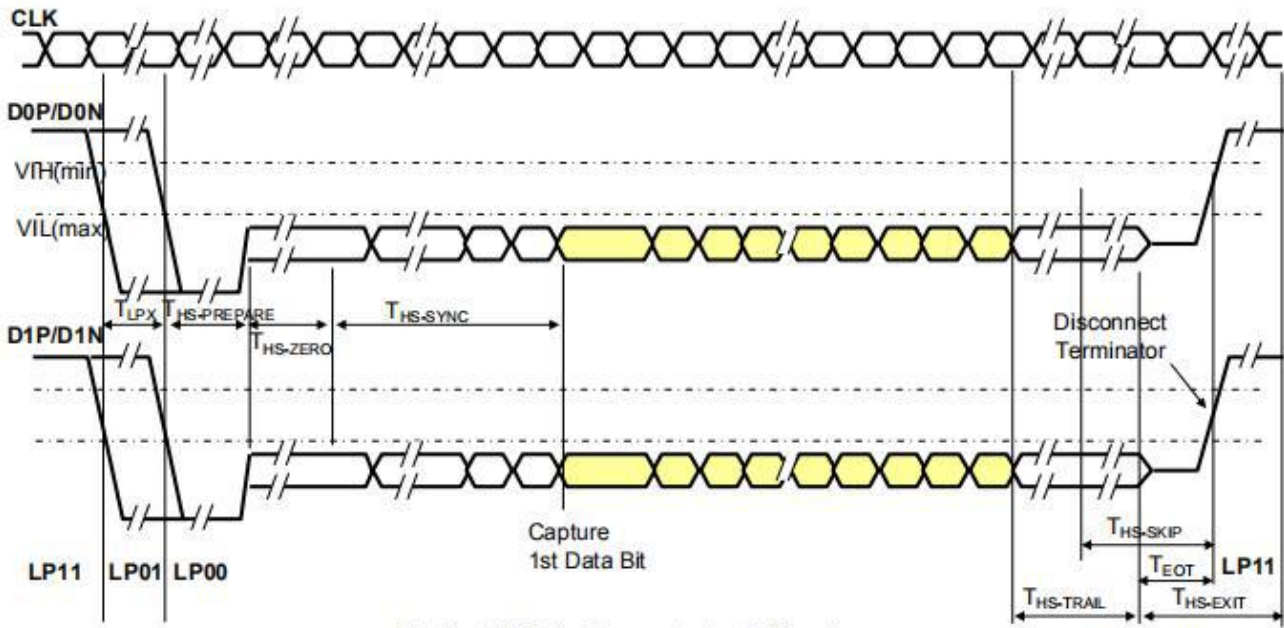 CLK
D0P/D0N
VIH(min)
VIL(max
TLPX THS-PREPARE
THS-ZERO
THS-SYNC
D1P/D1N
Disconnect
Terminator
Capture
1st Data Bit
THS-SKIP
TEOT
LP11 LP01 LP00
LP11
THS-TRAIL
THS-EXIT